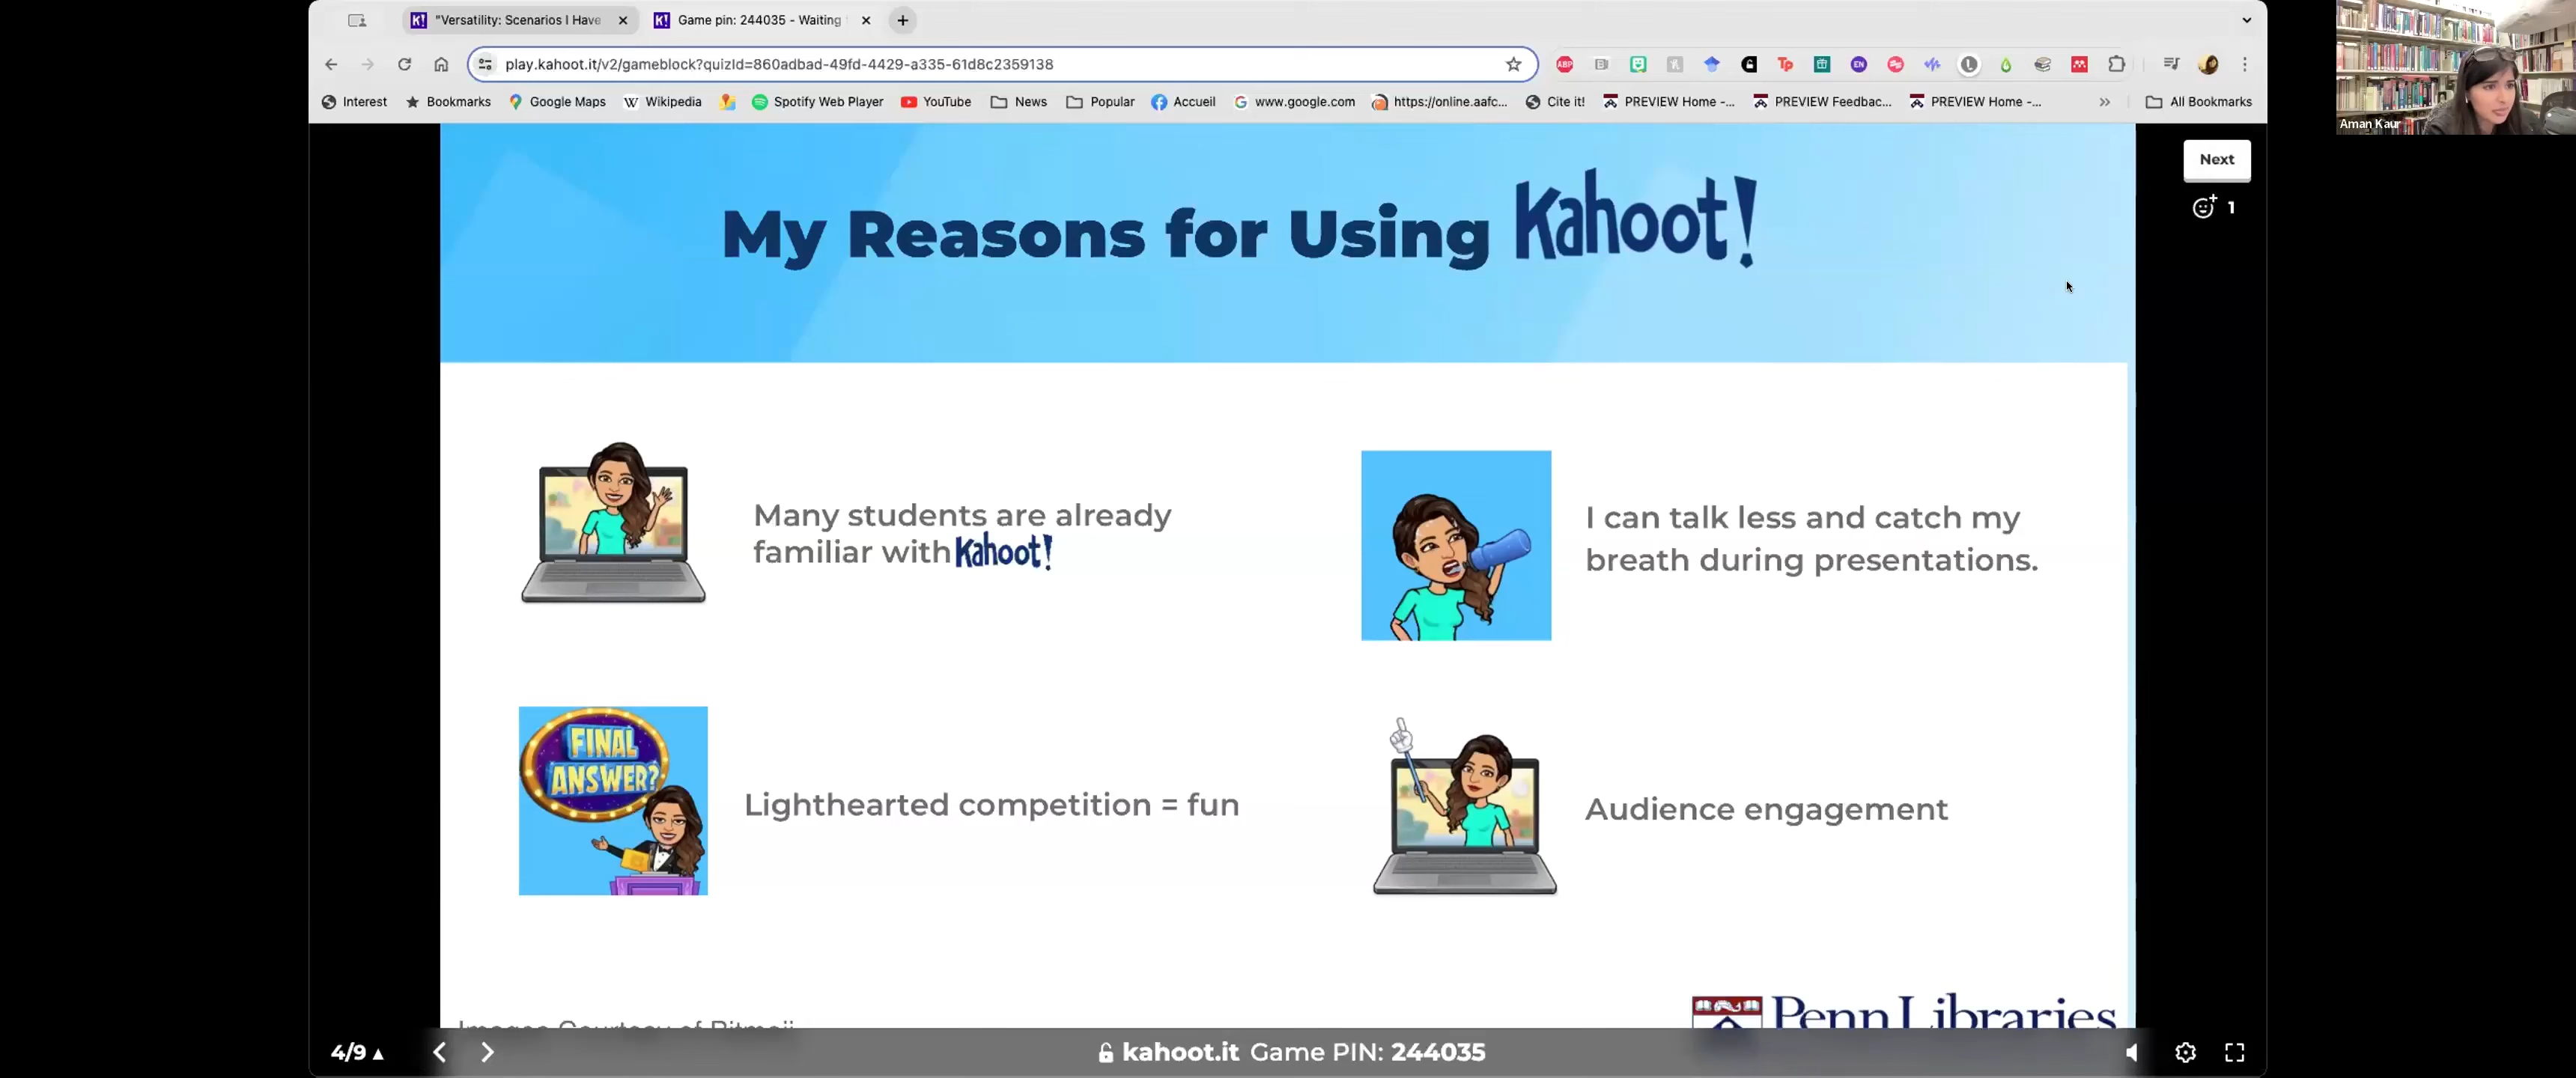 "Versatility: Scenarios I Have
Game pin: 244035 - Waiting
play.kahoot.it/v2/gameblock?quizId=860adbad-49fd-4429-a335-61d8c2359138
Interest Bookmarks Google Maps Wikipedia Spotify Web Player YouTube News Popular Accueil www.google.com https://online.aafc... Cite it! PREVIEW Home -... PREVIEW Feedbac... PREVIEW Home -... All Bookmarks
Aman Kaur
Next
1
My Reasons for Using Kahoot!
Many students are already
familiar with Kahoot!
I can talk less and catch my
breath during presentations.
FINAL
ANSWER?
Lighthearted competition = fun
Audience engagement
Images Courtesy of Bitmoji
Penn Libraries
4/9
kahoot.it Game PIN: 244035